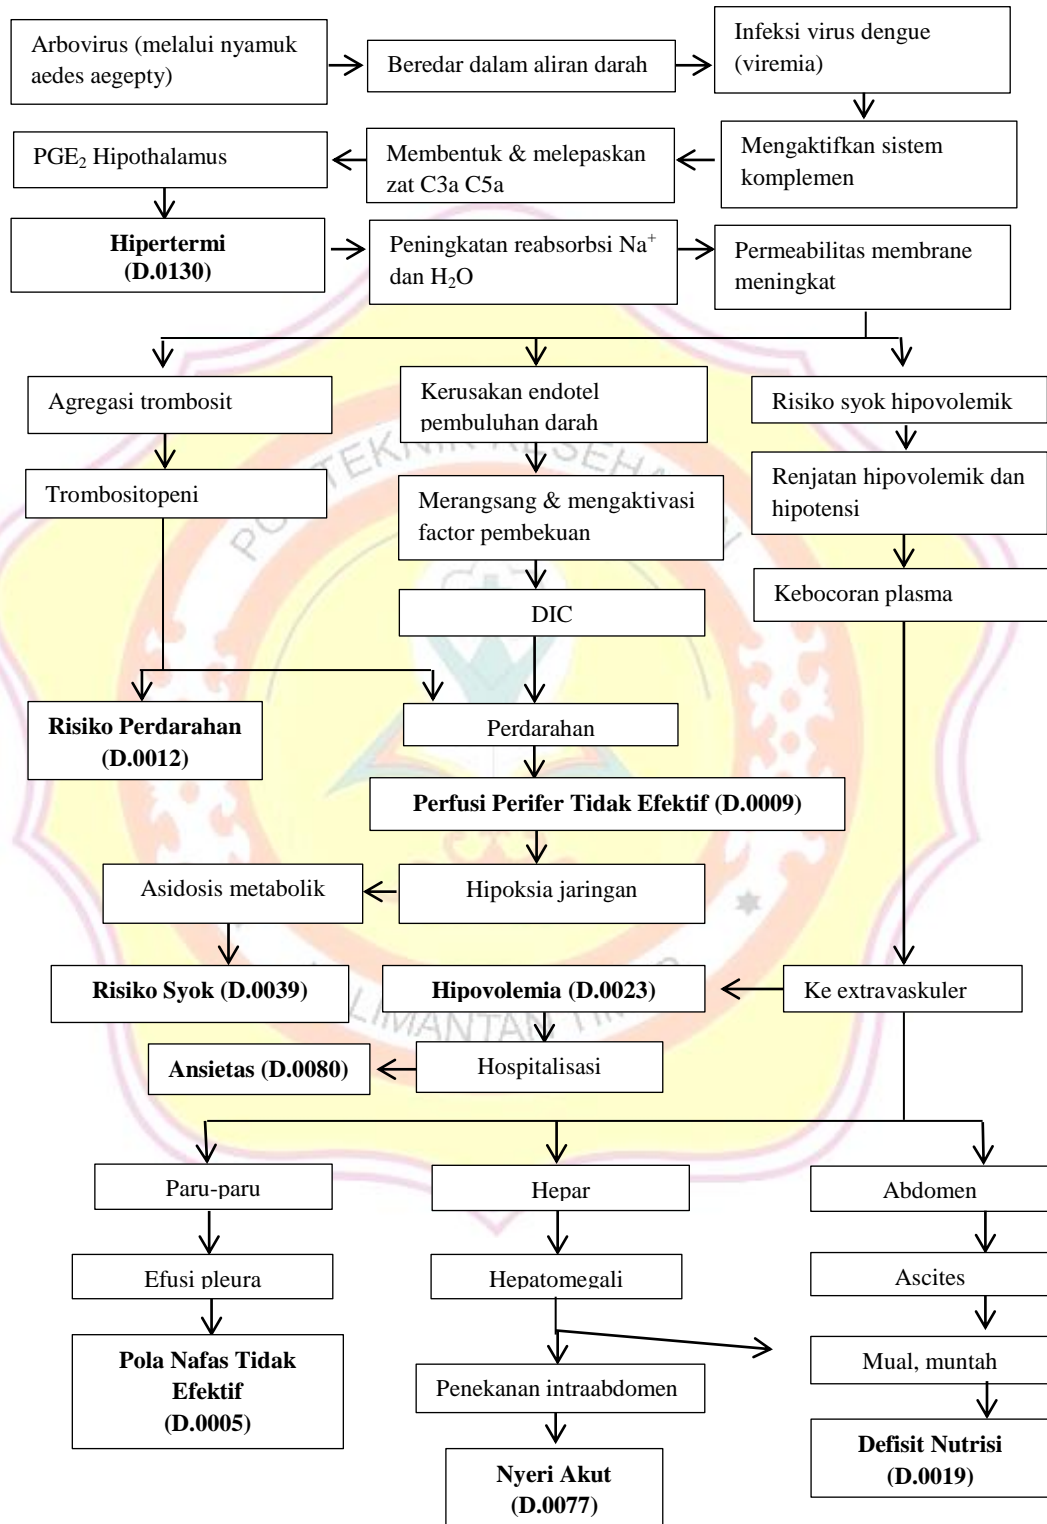 Arbovirus (melalui nyamuk
aedes aegepty)
Beredar dalam aliran darah
Infeksi virus dengue
(viremia)
PGE₂ Hipothalamus
Membentuk & melepaskan
zat C3a C5a
Mengaktifkan sistem
komplemen
Hipertermi
(D.0130)
Peningkatan reabsorbsi Na⁺
dan H₂O
Permeabilitas membrane
meningkat
Agregasi trombosit
Kerusakan endotel
pembuluhan darah
Risiko syok hipovolemik
Trombositopeni
Merangsang & mengaktivasi
factor pembekuan
Renjatan hipovolemik dan
hipotensi
DIC
Kebocoran plasma
Risiko Perdarahan
(D.0012)
Perdarahan
Perfusi Perifer Tidak Efektif (D.0009)
Asidosis metabolik
Hipoksia jaringan
Risiko Syok (D.0039)
Hipovolemia (D.0023)
Ke extravaskuler
Ansietas (D.0080)
Hospitalisasi
Paru-paru
Hepar
Abdomen
Efusi pleura
Hepatomegali
Ascites
Pola Nafas Tidak
Efektif
(D.0005)
Penekanan intraabdomen
Mual, muntah
Nyeri Akut
(D.0077)
Defisit Nutrisi
(D.0019)